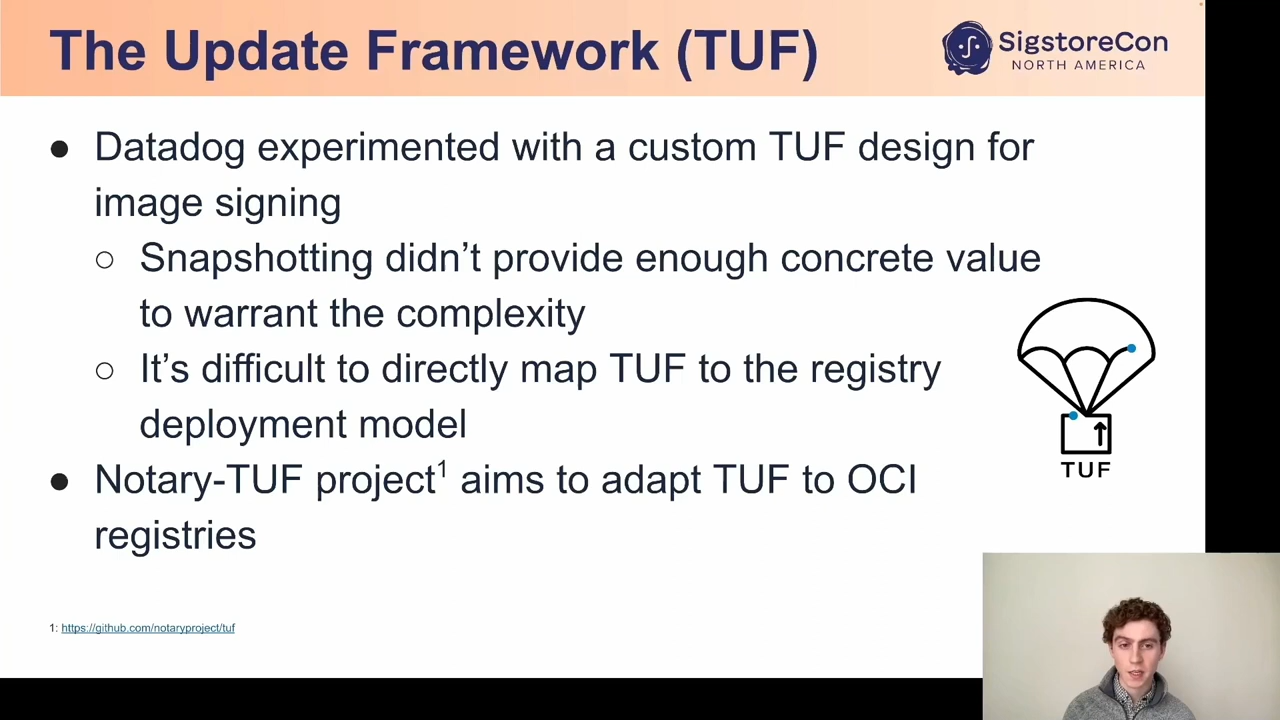 The Update Framework (TUF)
SigstoreCon
NORTH AMERICA
● Datadog experimented with a custom TUF design for
image signing
○ Snapshotting didn’t provide enough concrete value
to warrant the complexity
○ It’s difficult to directly map TUF to the registry
deployment model
● Notary-TUF project¹ aims to adapt TUF to OCI
registries
TUF
1: https://github.com/notaryproject/tuf